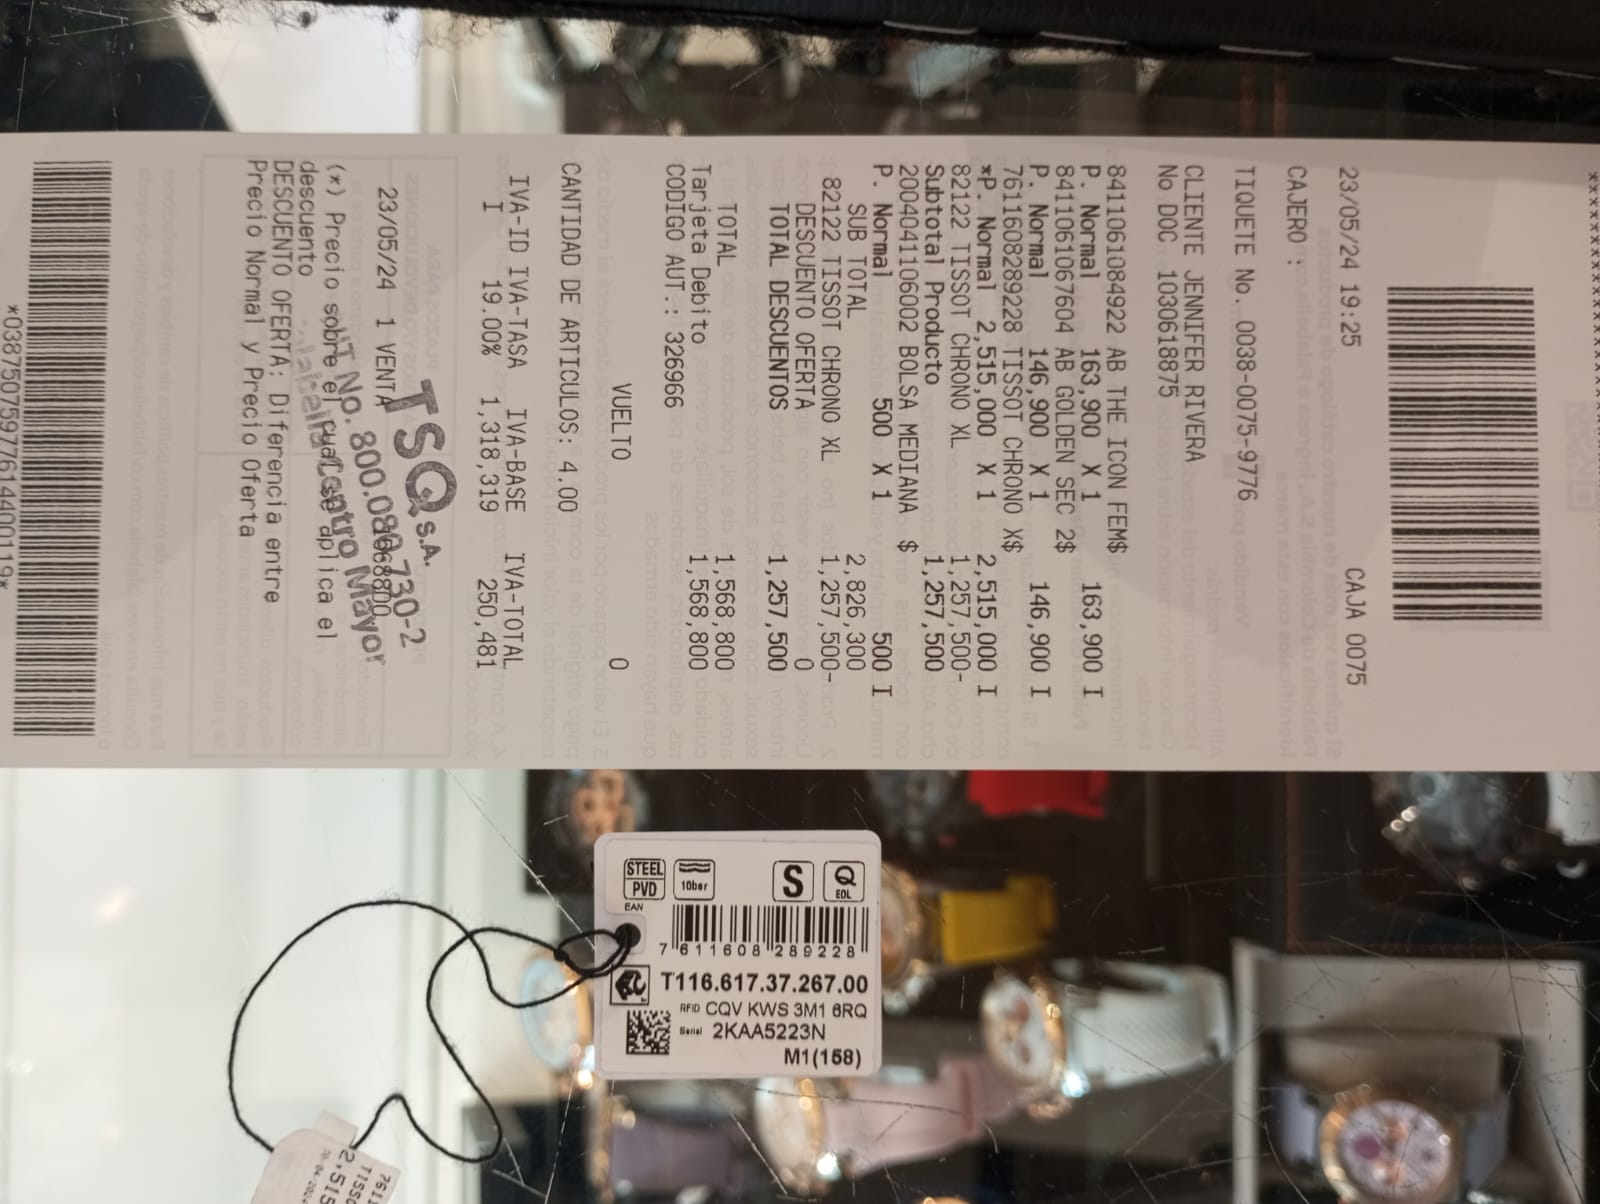 23/05/24 19:25 CAJA 0075
CAJERO :
TIQUETE No. 0038-0075-9776
CLIENTE JENNIFER RIVERA
No DOC : 1030618875
8411061084922 AB THE ICON FEM$
P. Normal 163,900 X 1 163,900 I
8411061067604 AB GOLDEN SEC 2$
P. Normal 146,900 X 1 146,900 I
7611608289228 TISSOT CHRONO X$
*P. Normal 2,515,000 X 1 2,515,000 I
82122 TISSOT CHRONO XL 1,257,500-
Subtotal Producto 1,257,500
2004041106002 BOLSA MEDIANA $
P. Normal 500 X 1 500 I
SUB TOTAL 2,826,300
82122 TISSOT CHRONO XL 1,257,500-
DESCUENTO OFERTA 0
TOTAL DESCUENTOS 1,257,500
TOTAL 1,568,800
Tarjeta Debito 1,568,800
CODIGO AUT.: 326966
VUELTO 0
CANTIDAD DE ARTICULOS: 4.00
IVA-ID IVA-TASA IVA-BASE IVA-TOTAL
I 19.00% 1,318,319 250,481
TSQ S.A.
23/05/24 1 VENTA
Centro Mayor
(*) Precio sobre el cual se aplica el
descuento
DESCUENTO OFERTA: Diferencia entre
Precio Normal y Precio Oferta
*038750759776144001119*
STEEL
PVD
10bar
S
Q
EOL
EAN
7 611608 289228
T116.617.37.267.00
RFID CQV KWS 3M1 6RQ
Serial 2KAA5223N
M1(158)
7611
TISSO
2,515